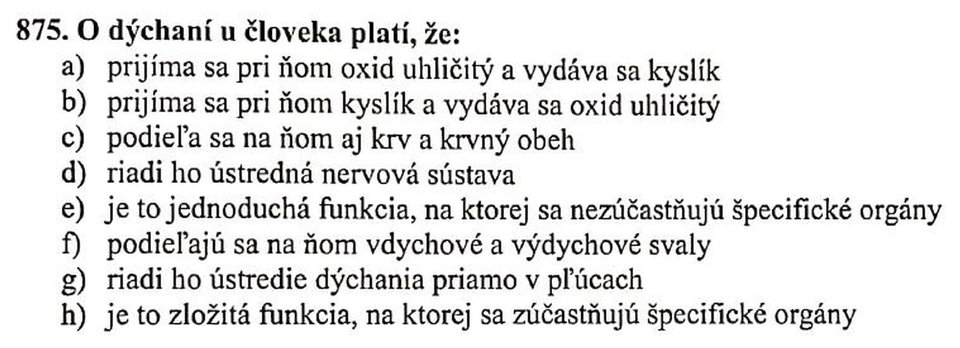 875. O dýchaní u človeka platí, že:
a) prijíma sa pri ňom oxid uhličitý a vydáva sa kyslík
b) prijíma sa pri ňom kyslík a vydáva sa oxid uhličitý
c) podieľa sa na ňom aj krv a krvný obeh
d) riadi ho ústredná nervová sústava
e) je to jednoduchá funkcia, na ktorej sa nezúčastňujú špecifické orgány
f) podieľajú sa na ňom vdychové a výdychové svaly
g) riadi ho ústredie dýchania priamo v pľúcach
h) je to zložitá funkcia, na ktorej sa zúčastňujú špecifické orgány